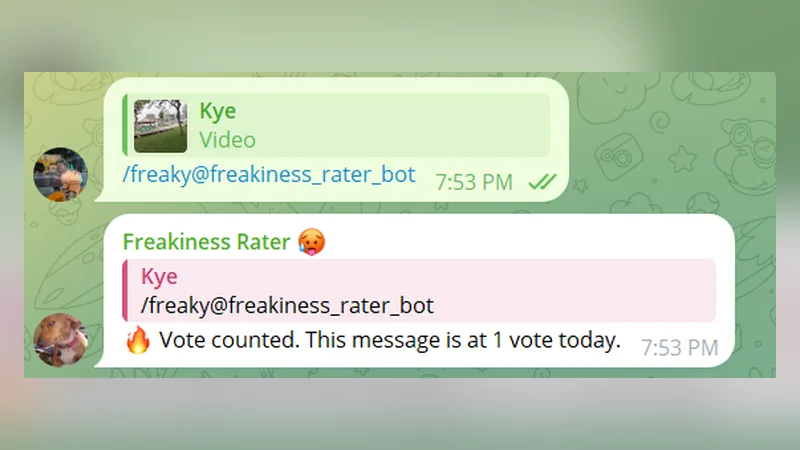 Kye
Video
/freaky@freakiness_rater_bot 7:53 PM
Freakiness Rater 🥵
Kye
/freaky@freakiness_rater_bot
🔥 Vote counted. This message is at 1 vote today. 7:53 PM